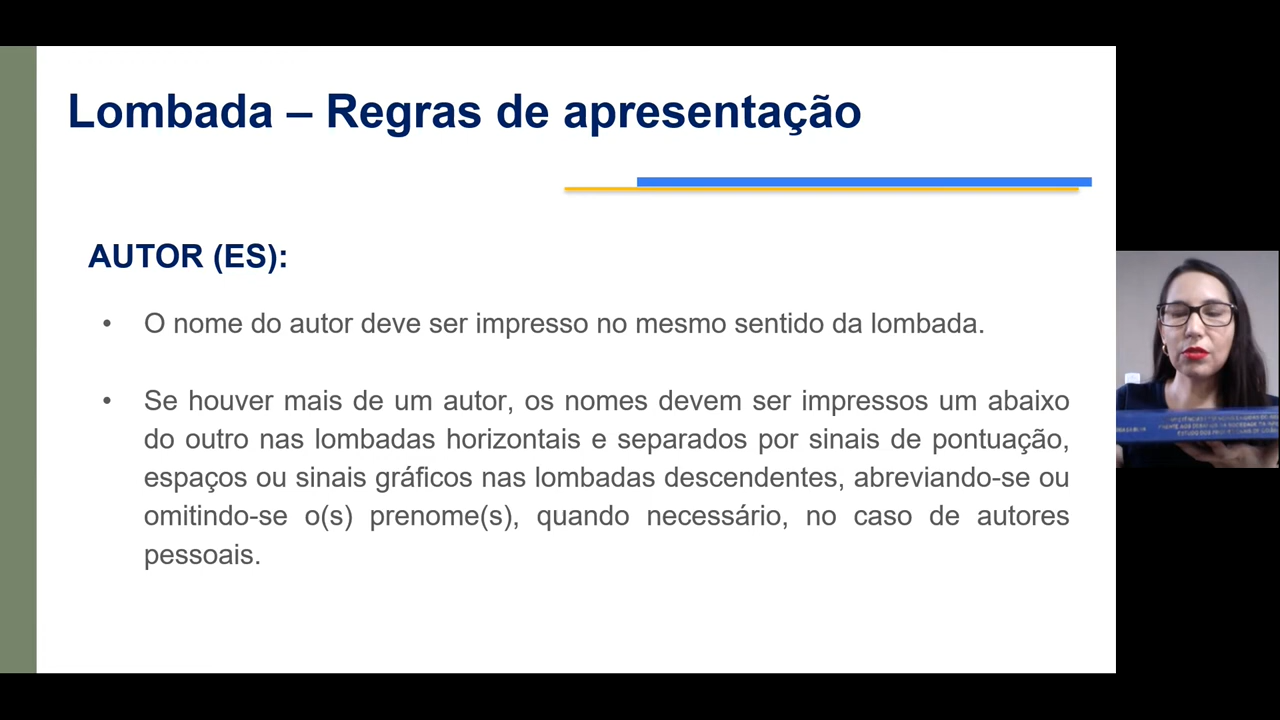 Lombada – Regras de apresentação
AUTOR (ES):
• O nome do autor deve ser impresso no mesmo sentido da lombada.
• Se houver mais de um autor, os nomes devem ser impressos um abaixo
do outro nas lombadas horizontais e separados por sinais de pontuação,
espaços ou sinais gráficos nas lombadas descendentes, abreviando-se ou
omitindo-se o(s) prenome(s), quando necessário, no caso de autores
pessoais.